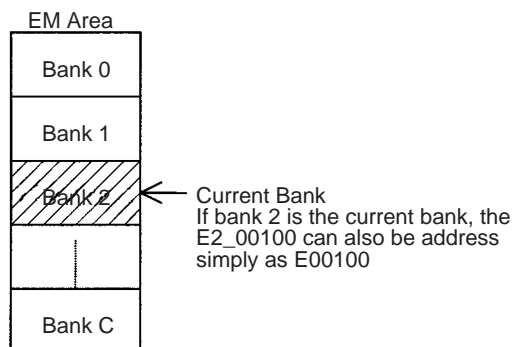 EM Area
Bank 0
Bank 1
Bank 2
Current Bank
If bank 2 is the current bank, the
E2_00100 can also be address
simply as E00100
Bank C